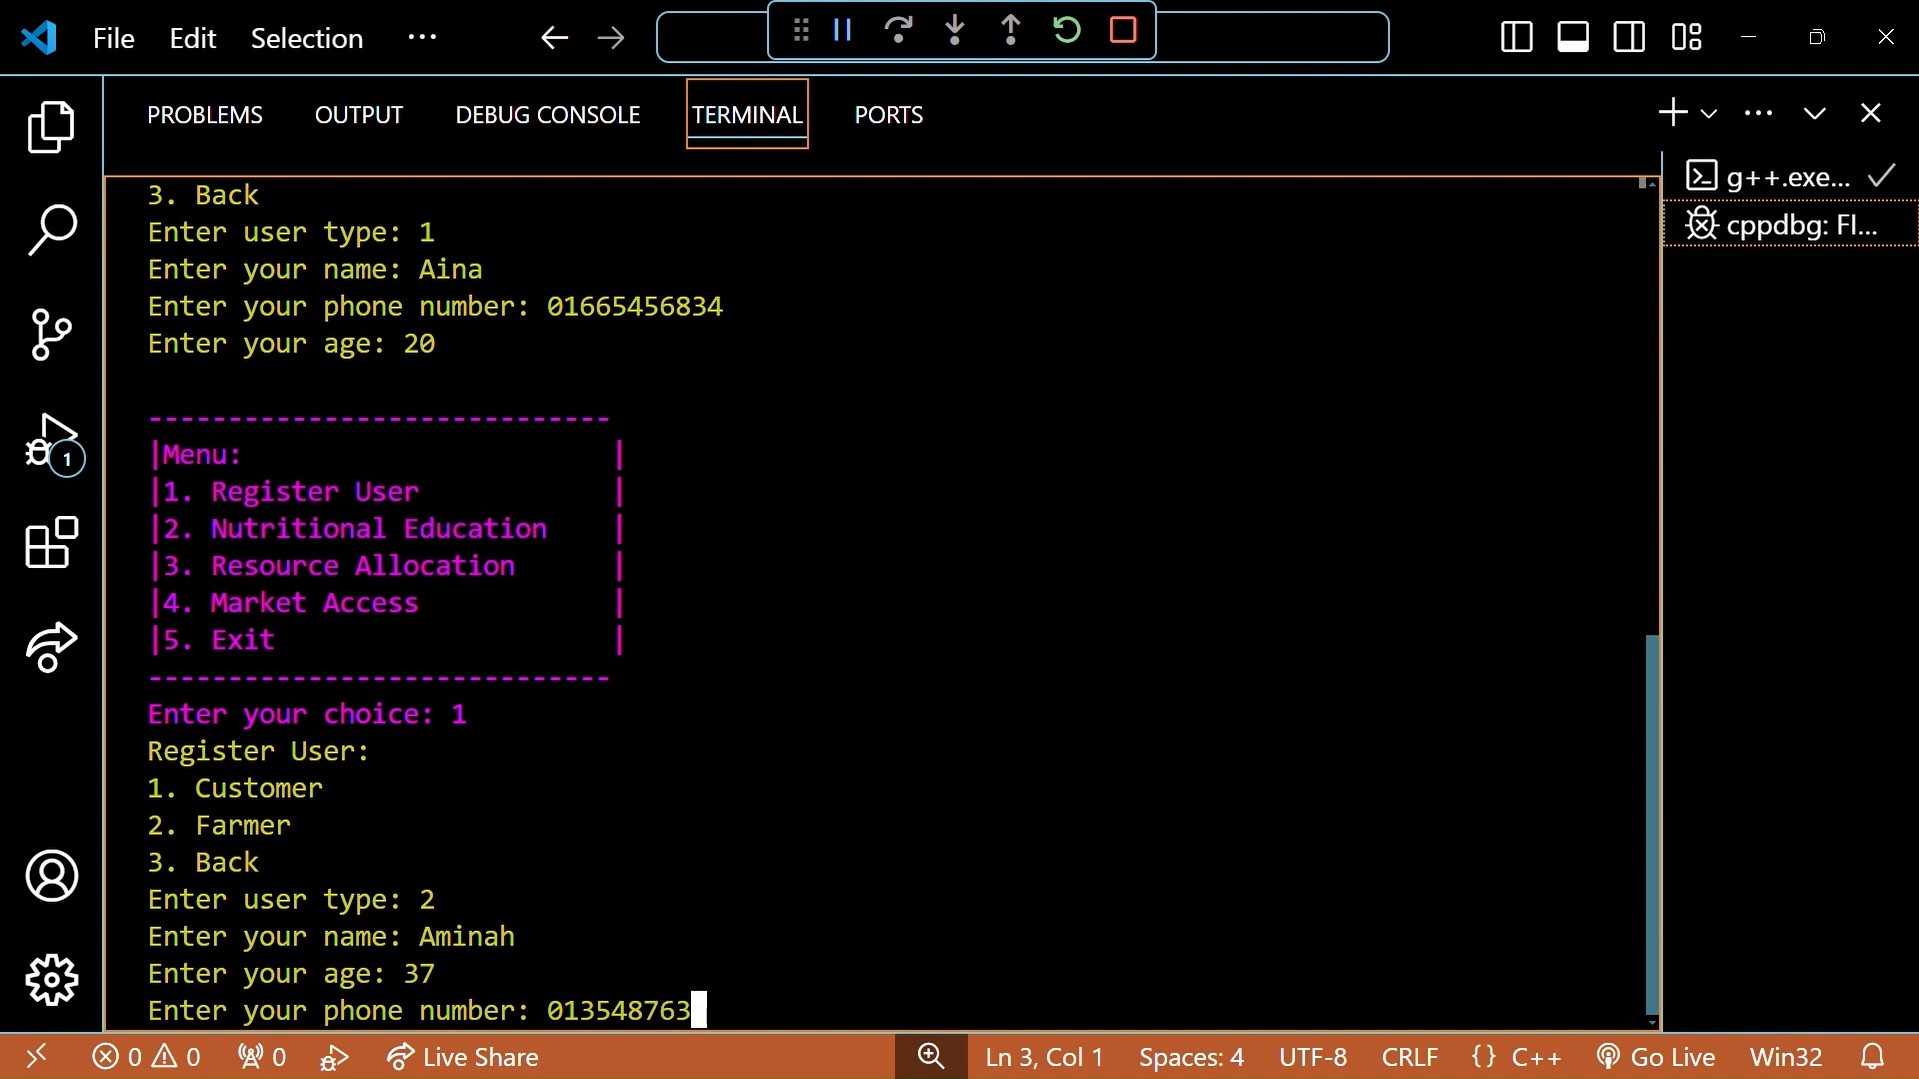 File Edit Selection ...
PROBLEMS OUTPUT DEBUG CONSOLE TERMINAL PORTS
g++.exe...
cppdbg: Fl...
3. Back
Enter user type: 1
Enter your name: Aina
Enter your phone number: 01665456834
Enter your age: 20
-----------------------------
|Menu: |
|1. Register User |
|2. Nutritional Education |
|3. Resource Allocation |
|4. Market Access |
|5. Exit |
-----------------------------
Enter your choice: 1
Register User:
1. Customer
2. Farmer
3. Back
Enter user type: 2
Enter your name: Aminah
Enter your age: 37
Enter your phone number: 013548763
1
0 0 0 Live Share Ln 3, Col 1 Spaces: 4 UTF-8 CRLF {} C++ Go Live Win32